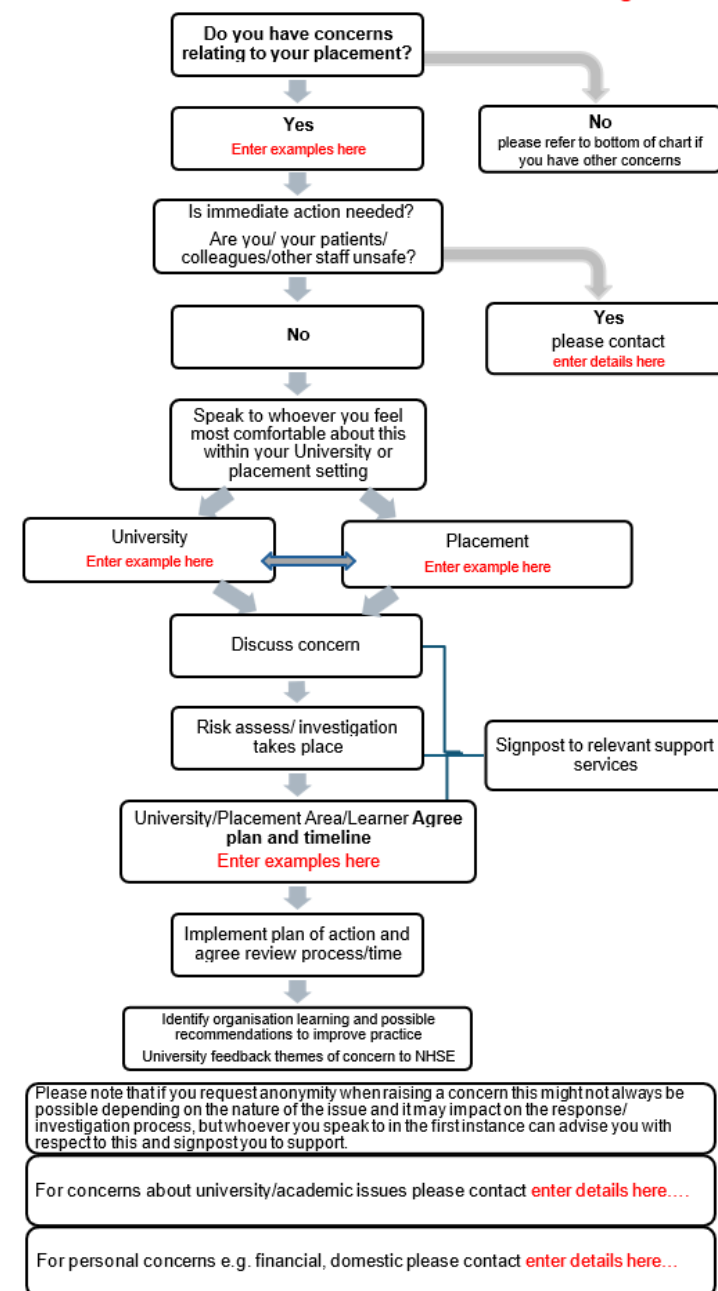 Do you have concerns
relating to your placement?
Yes
Enter examples here
No
please refer to bottom of chart if
you have other concerns
Is immediate action needed?
Are you/ your patients/
colleagues/other staff unsafe?
No
Yes
please contact
enter details here
Speak to whoever you feel
most comfortable about this
within your University or
placement setting
University
Enter example here
Placement
Enter example here
Discuss concern
Risk assess/ investigation
takes place
Signpost to relevant support
services
University/Placement Area/Learner Agree
plan and timeline
Enter examples here
Implement plan of action and
agree review process/time
Identify organisation learning and possible
recommendations to improve practice
University feedback themes of concern to NHSE
Please note that if you request anonymity when raising a concern this might not always be
possible depending on the nature of the issue and it may impact on the response/
investigation process, but whoever you speak to in the first instance can advise you with
respect to this and signpost you to support.
For concerns about university/academic issues please contact enter details here....
For personal concerns e.g. financial, domestic please contact enter details here...